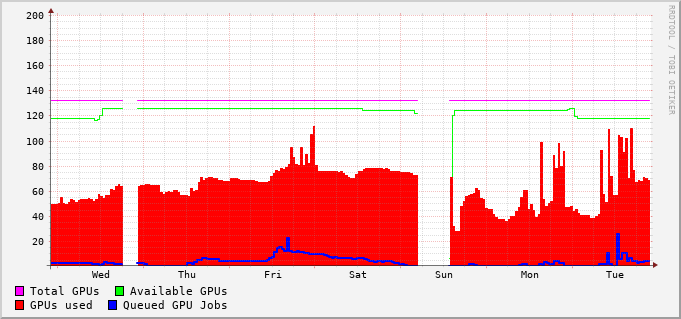 200
180
160
140
120
100
80
60
40
20
Wed Thu Fri Sat Sun Mon Tue
Total GPUs Available GPUs
GPUs used Queued GPU Jobs
RRDTOOL / TOBI OETIKER